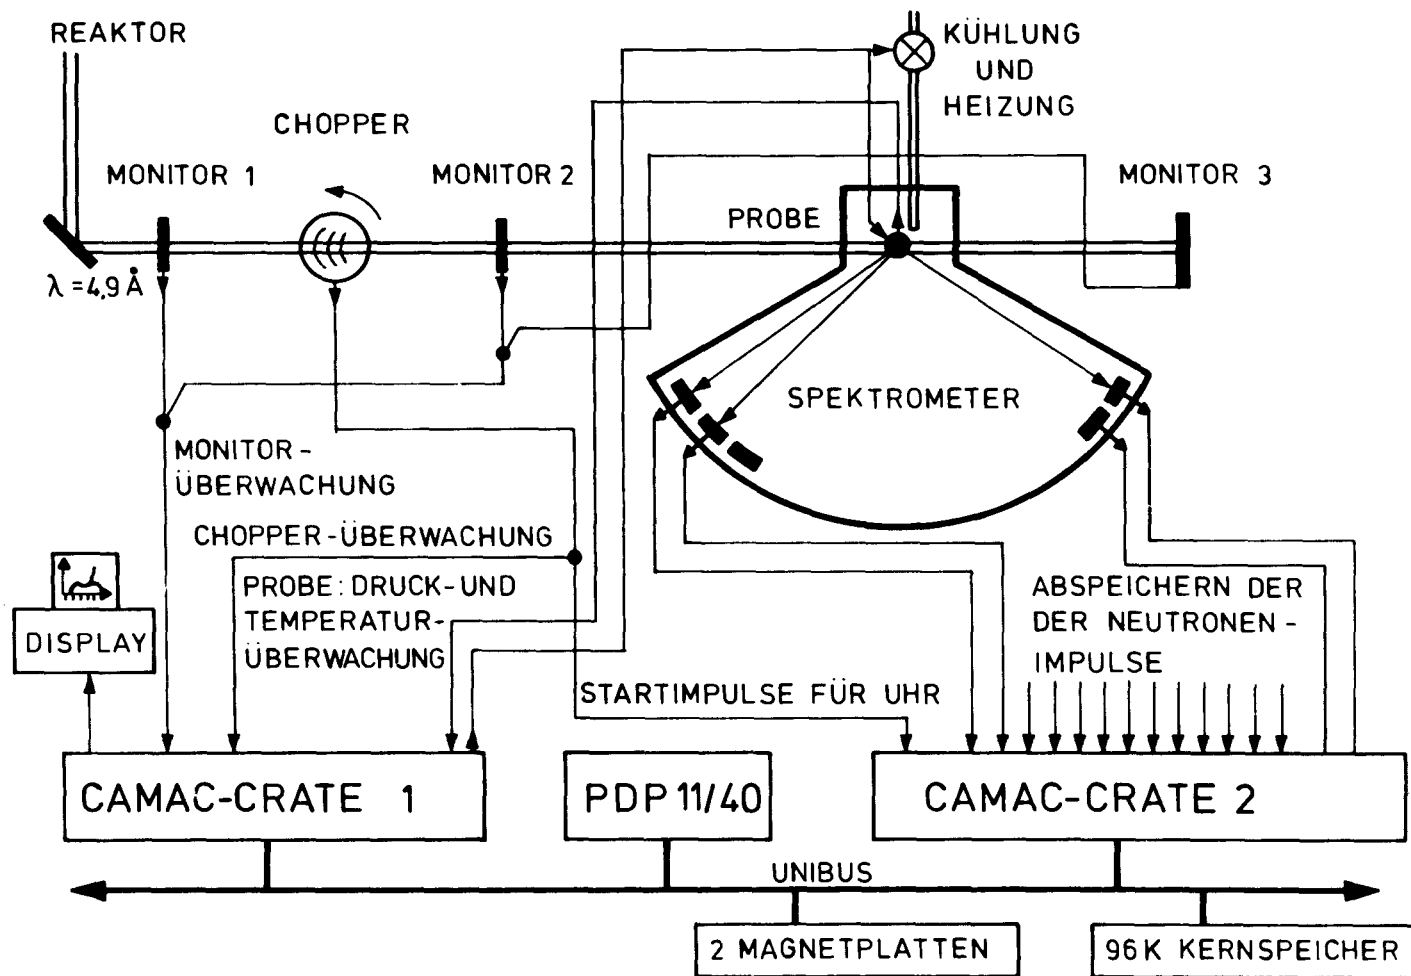 REAKTOR
KÜHLUNG
UND
HEIZUNG
CHOPPER
MONITOR 1
MONITOR 2
MONITOR 3
PROBE
λ = 4,9 Å
SPEKTROMETER
MONITOR-
ÜBERWACHUNG
CHOPPER-ÜBERWACHUNG
PROBE: DRUCK-UND
TEMPERATUR-
ÜBERWACHUNG
ABSPEICHERN DER
DER NEUTRONEN-
IMPULSE
DISPLAY
STARTIMPULSE FÜR UHR
CAMAC-CRATE 1
PDP 11/40
CAMAC-CRATE 2
UNIBUS
2 MAGNETPLATTEN
96K KERNSPEICHER